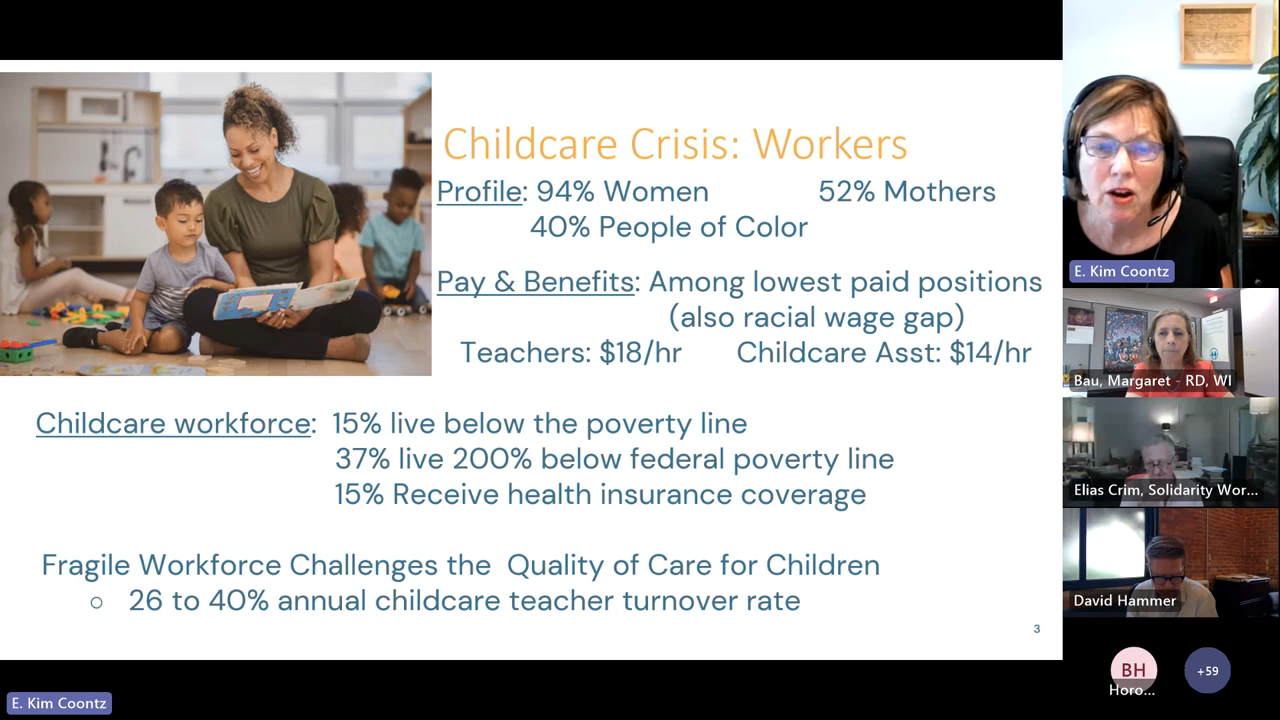 Childcare Crisis: Workers
Profile: 94% Women 52% Mothers
40% People of Color
Pay & Benefits: Among lowest paid positions
(also racial wage gap)
Teachers: $18/hr Childcare Asst: $14/hr
Childcare workforce: 15% live below the poverty line
37% live 200% below federal poverty line
15% Receive health insurance coverage
Fragile Workforce Challenges the Quality of Care for Children
○ 26 to 40% annual childcare teacher turnover rate
3
E. Kim Coontz
E. Kim Coontz
Bau, Margaret - RD, WI
Elias Crim, Solidarity Wor...
David Hammer
BH
Horo...
+59